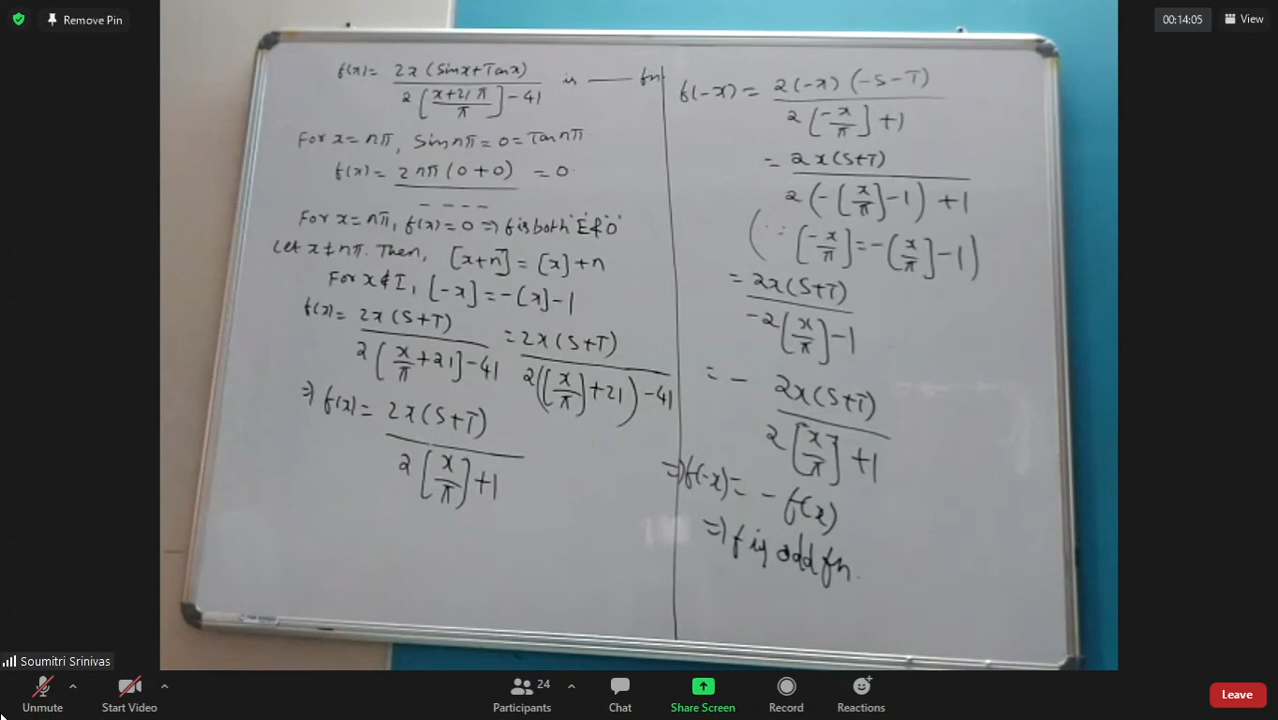 Remove Pin
00:14:05
View
f(x)= 2x(Sinx+Tanx) / 2[(x+21π)/π]-41 is —— fn
For x=nπ, Sin nπ=0=Tan nπ
f(x)= 2nπ(0+0) / ---- =0
For x=nπ, f(x)=0 ⇒ f is both 'E' & 'O'
Let x≠nπ. Then, [x+n]=[x]+n
For x∉I, [-x]=-[x]-1
f(x)= 2x(S+T) / 2[x/π+21]-41 = 2x(S+T) / 2([x/π]+21)-41
⇒ f(x)= 2x(S+T) / 2[x/π]+1
f(-x)= 2(-x)(-S-T) / 2[-x/π]+1
= 2x(S+T) / 2(-[x/π]-1)+1
(∵ [-x/π]=-[x/π]-1)
= 2x(S+T) / -2[x/π]-1
= - 2x(S+T) / 2[x/π]+1
⇒ f(-x)= -f(x)
⇒ f is odd fn.
Soumitri Srinivas
Unmute
Start Video
24
Participants
Chat
Share Screen
Record
Reactions
Leave